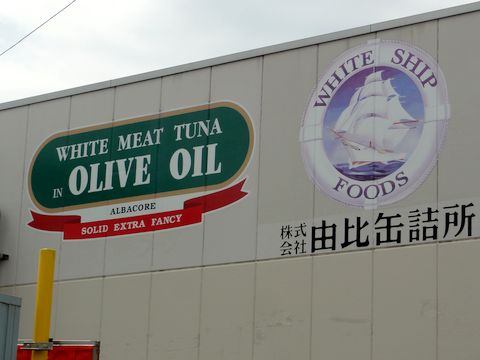 WHITE MEAT TUNA
IN OLIVE OIL
ALBACORE
SOLID EXTRA FANCY
WHITE SHIP
FOODS
株式会社 由比缶詰所